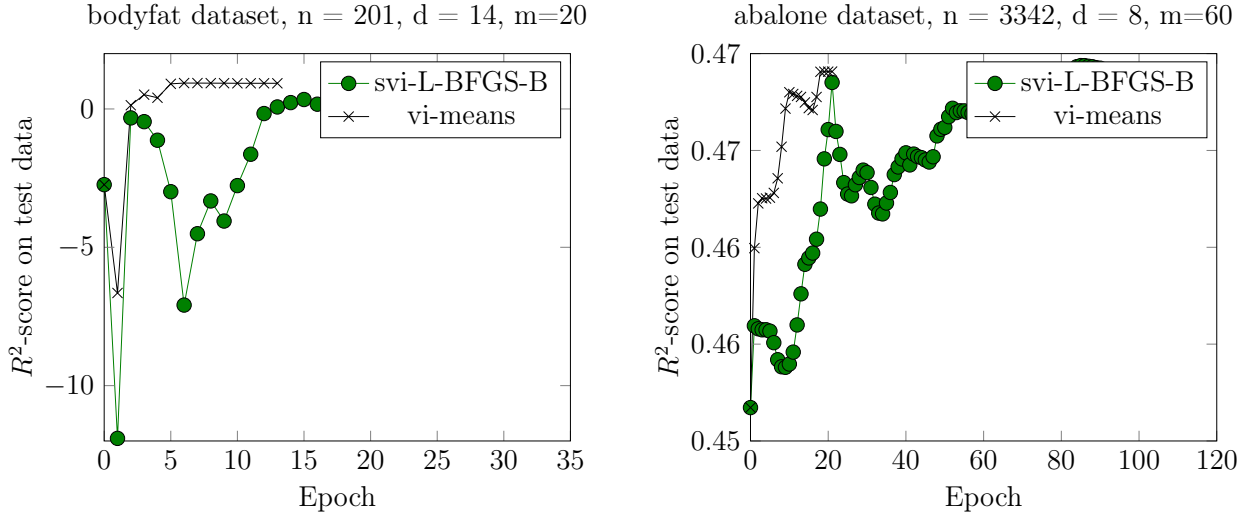 bodyfat dataset, n = 201, d = 14, m=20
R²-score on test data
0
−5
−10
svi-L-BFGS-B
vi-means
0 5 10 15 20 25 30 35
Epoch
abalone dataset, n = 3342, d = 8, m=60
R²-score on test data
0.47
0.47
0.46
0.46
0.45
svi-L-BFGS-B
vi-means
0 20 40 60 80 100 120
Epoch